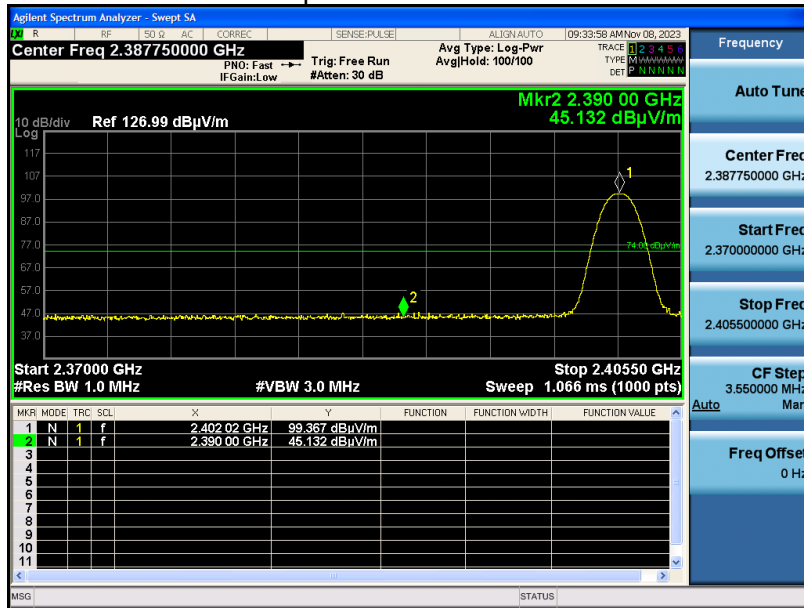 Agilent Spectrum Analyzer - Swept SA
LXI R RF 50 Ω AC CORREC SENSE:PULSE ALIGN AUTO 09:33:58 AM Nov 08, 2023
Center Freq 2.387750000 GHz
PNO: Fast
IFGain:Low
Trig: Free Run
#Atten: 30 dB
Avg Type: Log-Pwr
Avg|Hold: 100/100
TRACE 1 2 3 4 5 6
TYPE M W W W W W
DET P N N N N N
Mkr2 2.390 00 GHz
45.132 dBµV/m
10 dB/div Ref 126.99 dBµV/m
Log
117
107
97.0
87.0
77.0
67.0
57.0
47.0
37.0
1
74.00 dBµV/m
2
Start 2.37000 GHz Stop 2.40550 GHz
#Res BW 1.0 MHz #VBW 3.0 MHz Sweep 1.066 ms (1000 pts)
MKR MODE TRC SCL X Y FUNCTION FUNCTION WIDTH FUNCTION VALUE
1 N 1 f 2.402 02 GHz 99.367 dBµV/m
2 N 1 f 2.390 00 GHz 45.132 dBµV/m
3
4
5
6
7
8
9
10
11
MSG STATUS
Frequency
Auto Tune
Center Freq
2.387750000 GHz
Start Freq
2.370000000 GHz
Stop Freq
2.405500000 GHz
CF Step
3.550000 MHz
Auto Man
Freq Offset
0 Hz